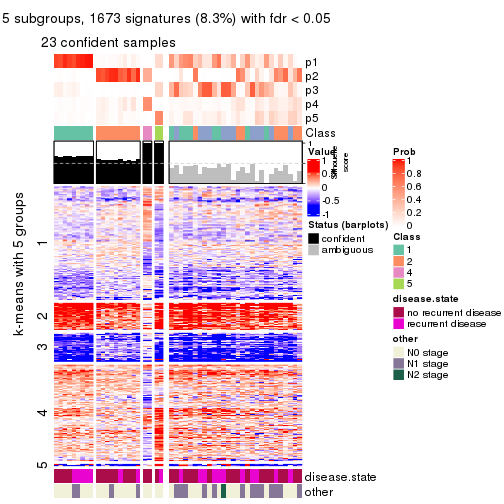 5 subgroups, 1673 signatures (8.3%) with fdr < 0.05
23 confident samples
p1
p2
p3
p4
p5
Class
1
Silhouette
score
k-means with 5 groups
1
2
3
4
5
disease.state
other
Value
1
0.5
0
-0.5
-1
Status (barplots)
confident
ambiguous
Prob
1
0.8
0.6
0.4
0.2
0
Class
1
2
4
5
disease.state
no recurrent disease
recurrent disease
other
N0 stage
N1 stage
N2 stage